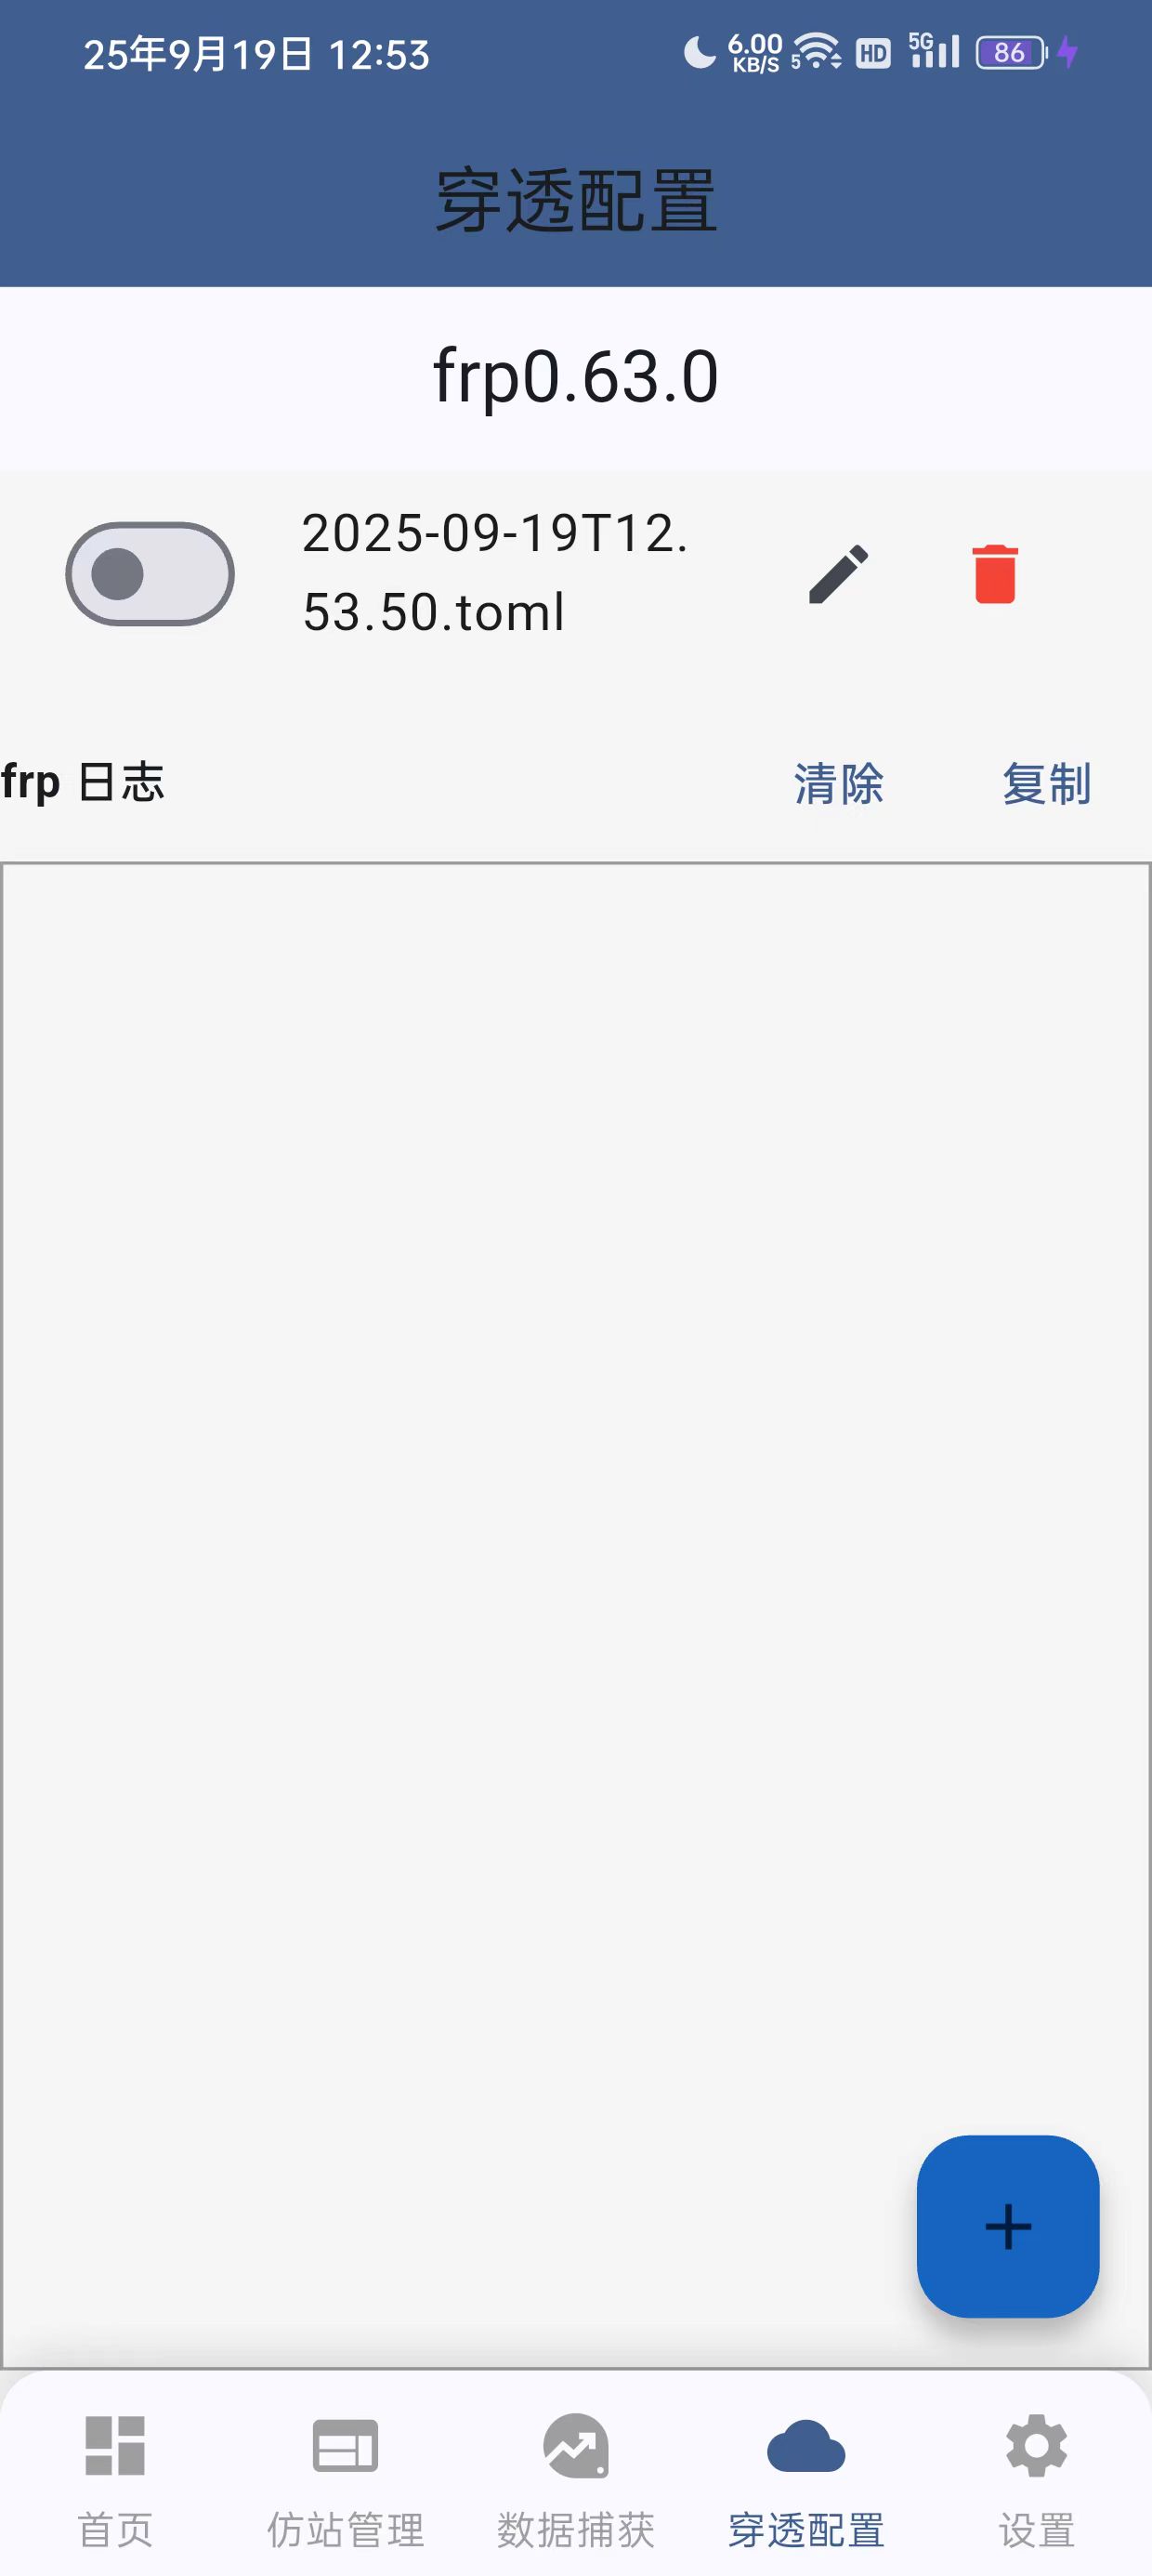 25年9月19日 12:53
6.00 KB/S
5
HD
5G
86
穿透配置
frp0.63.0
2025-09-19T12.
53.50.toml
frp 日志
清除
复制
首页
仿站管理
数据捕获
穿透配置
设置